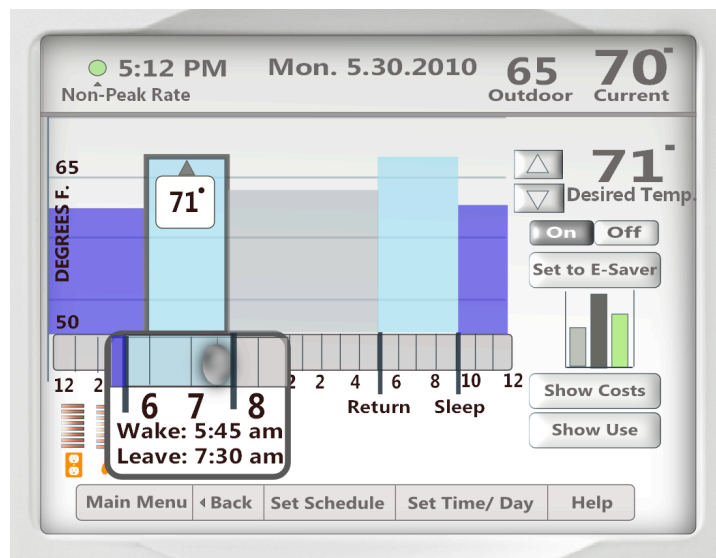 5:12 PM
Mon. 5.30.2010
65
70
Non-Peak Rate
Outdoor
Current
65
71
71
Desired Temp.
DEGREES F.
On
Off
Set to E-Saver
50
12 2
2 2 4 6 8 10 12
Show Costs
6 7 8
Return
Sleep
Wake: 5:45 am
Show Use
Leave: 7:30 am
Main Menu
Back
Set Schedule
Set Time/ Day
Help